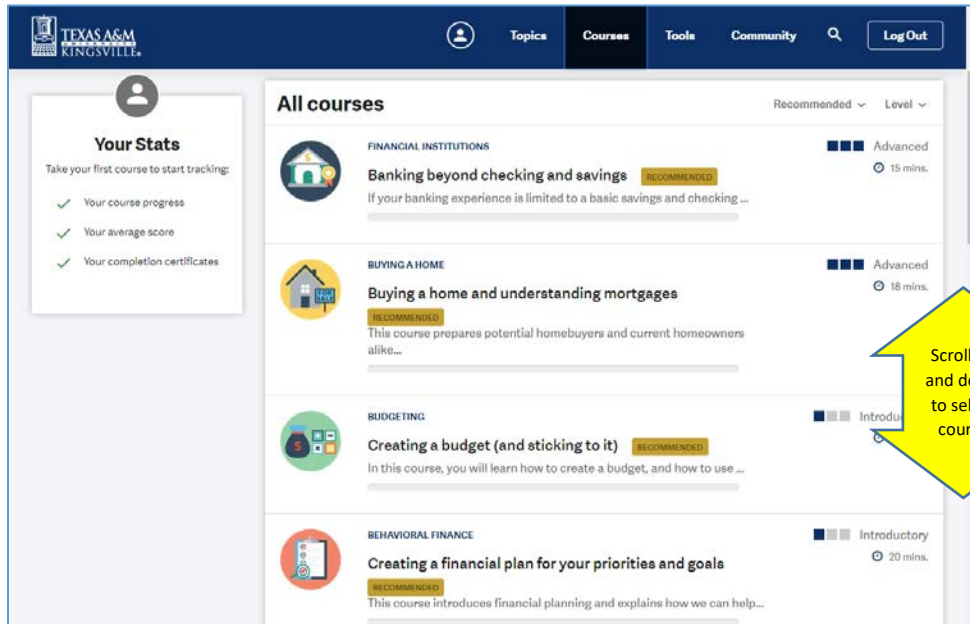 TEXAS A&M
UNIVERSITY
KINGSVILLE®
Topics
Courses
Tools
Community
Log Out
Your Stats
Take your first course to start tracking:
Your course progress
Your average score
Your completion certificates
All courses
Recommended
Level
FINANCIAL INSTITUTIONS
Advanced
Banking beyond checking and savings RECOMMENDED
15 mins.
If your banking experience is limited to a basic savings and checking ...
BUYING A HOME
Advanced
Buying a home and understanding mortgages
18 mins.
RECOMMENDED
This course prepares potential homebuyers and current homeowners
alike...
Scroll
and
to
BUDGETING
Creating a budget (and sticking to it) RECOMMENDED
In this course, you will learn how to create a budget, and how to use ...
BEHAVIORAL FINANCE
Introductory
Creating a financial plan for your priorities and goals
20 mins.
RECOMMENDED
This course introduces financial planning and explains how we can help...